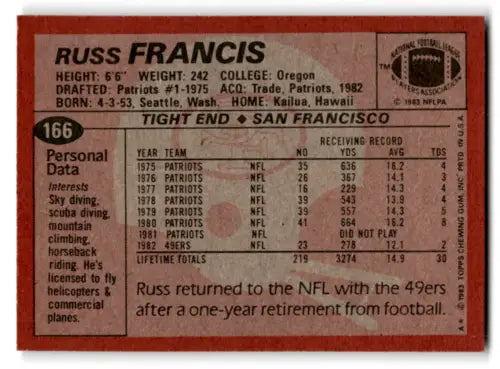 RUSS FRANCIS
HEIGHT: 6'6" WEIGHT: 242 COLLEGE: Oregon
DRAFTED: Patriots #1-1975 ACQ: Trade, Patriots, 1982
BORN: 4-3-53, Seattle, Wash. HOME: Kailua, Hawaii
NATIONAL FOOTBALL LEAGUE
PLAYERS ASSOCIATION
TM
© 1983 NFLPA
166
TIGHT END ◆ SAN FRANCISCO
Personal
Data
Interests
Sky diving,
scuba diving,
mountain
climbing,
horseback
riding. He's
licensed to fly
helicopters &
commercial
planes.
RECEIVING RECORD
YEAR TEAM NO YDS AVG TDS
1975 PATRIOTS NFL 35 636 18.2 4
1976 PATRIOTS NFL 26 367 14.1 3
1977 PATRIOTS NFL 16 229 14.3 4
1978 PATRIOTS NFL 39 543 13.9 4
1979 PATRIOTS NFL 39 557 14.3 5
1980 PATRIOTS NFL 41 664 16.2 8
1981 PATRIOTS NFL DID NOT PLAY
1982 49ERS NFL 23 278 12.1 2
LIFETIME TOTALS 219 3274 14.9 30
Russ returned to the NFL with the 49ers
after a one-year retirement from football.
A* © 1983 TOPPS CHEWING GUM, INC. PRTD. IN U.S.A.